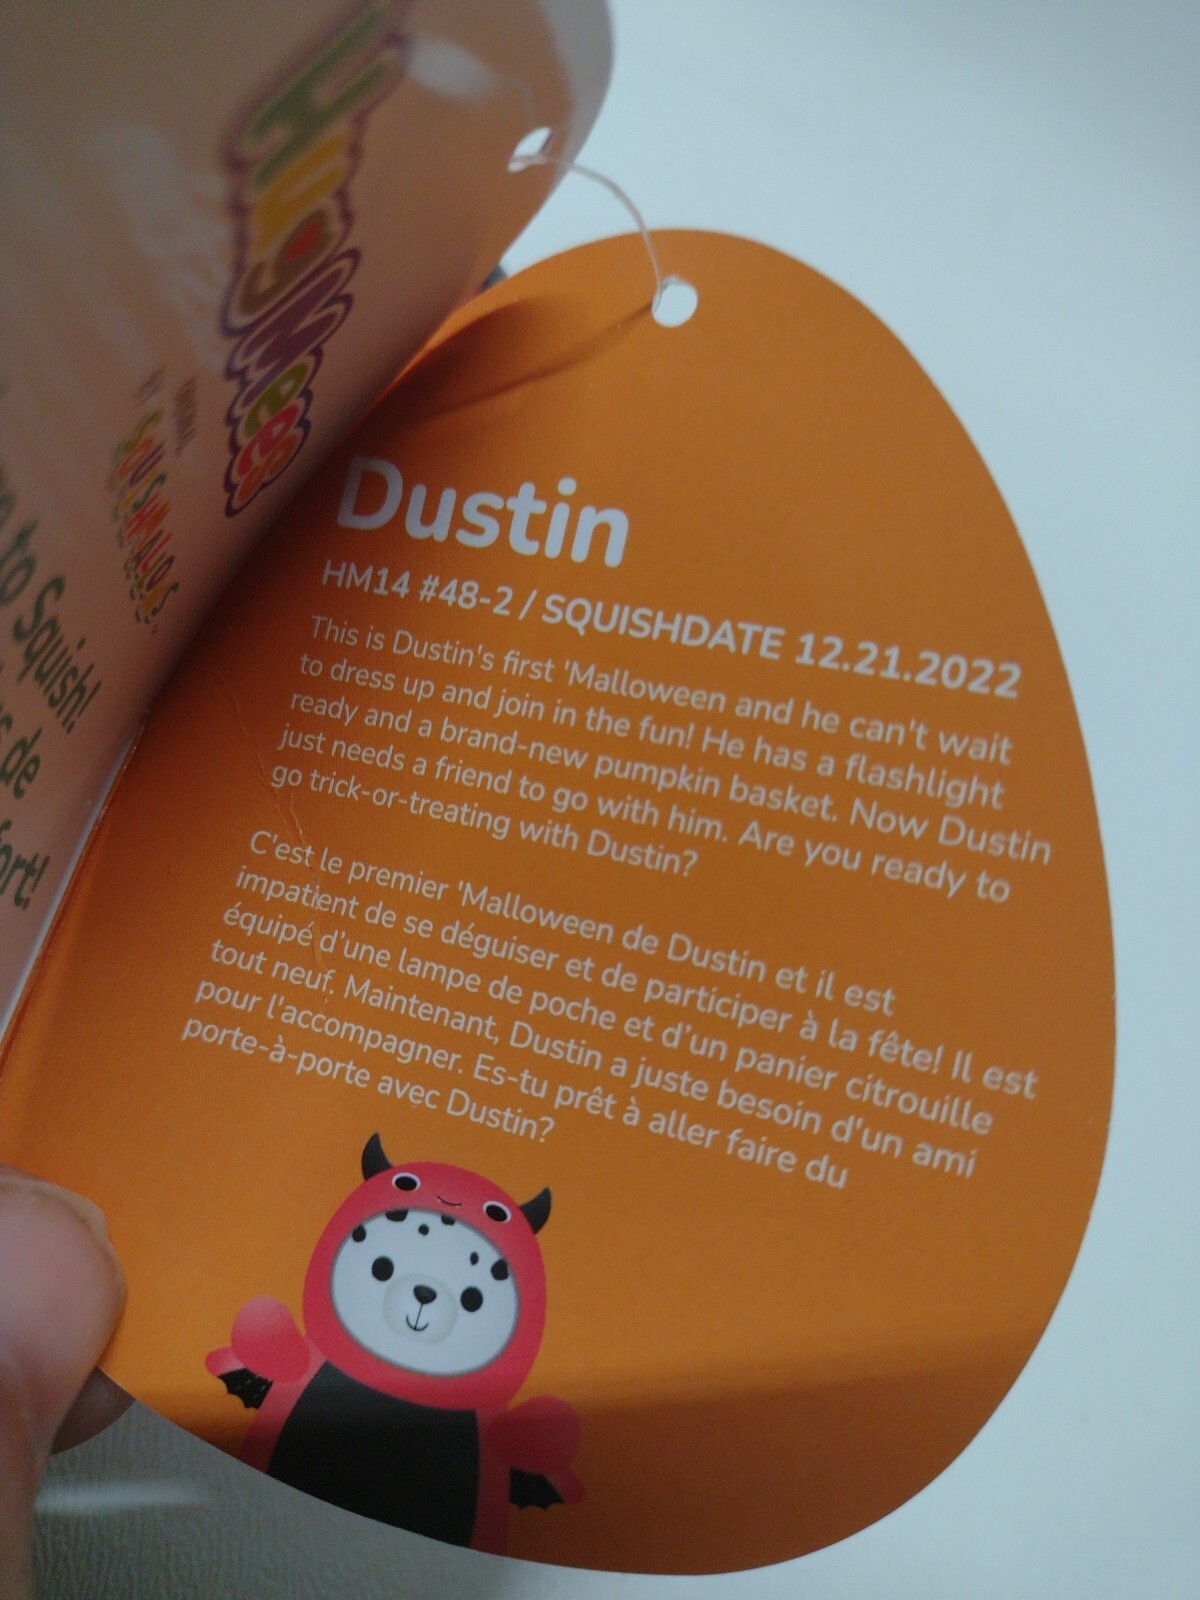 HugMees
ORIGINAL
BY SQUISHMALLOWS
to Squish!
de
Dustin
HM14 #48-2 / SQUISHDATE 12.21.2022
This is Dustin's first 'Malloween and he can't wait
to dress up and join in the fun! He has a flashlight
ready and a brand-new pumpkin basket. Now Dustin
just needs a friend to go with him. Are you ready to
go trick-or-treating with Dustin?
C'est le premier 'Malloween de Dustin et il est
impatient de se déguiser et de participer à la fête! Il est
équipé d'une lampe de poche et d'un panier citrouille
tout neuf. Maintenant, Dustin a juste besoin d'un ami
pour l'accompagner. Es-tu prêt à aller faire du
porte-à-porte avec Dustin?